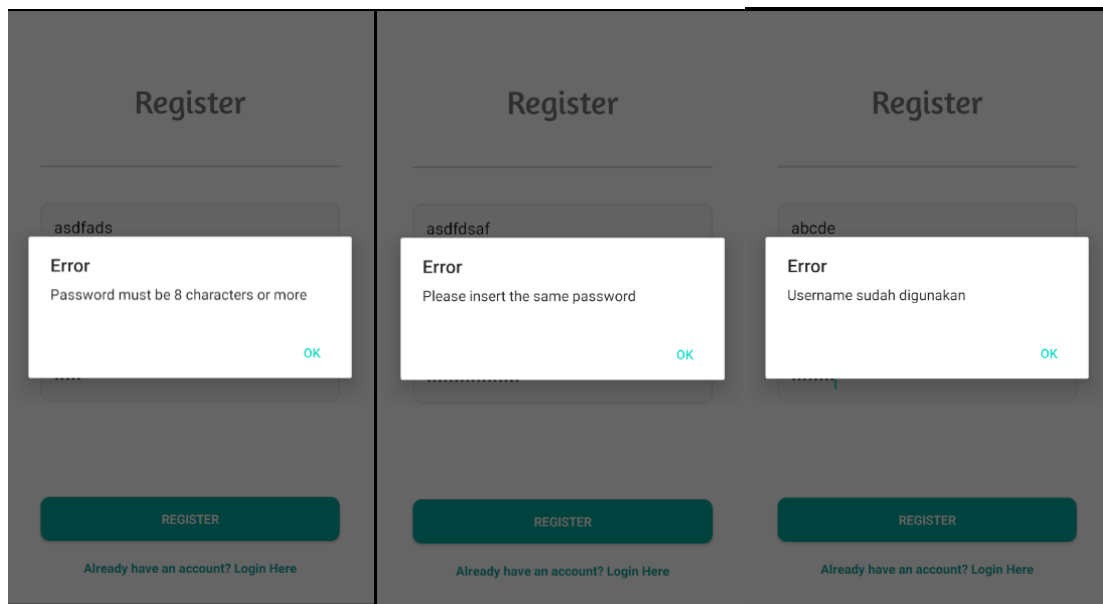 Register
asdfads
Error
Password must be 8 characters or more
OK
REGISTER
Already have an account? Login Here
Register
asdfdsaf
Error
Please insert the same password
OK
REGISTER
Already have an account? Login Here
Register
abcde
Error
Username sudah digunakan
OK
REGISTER
Already have an account? Login Here